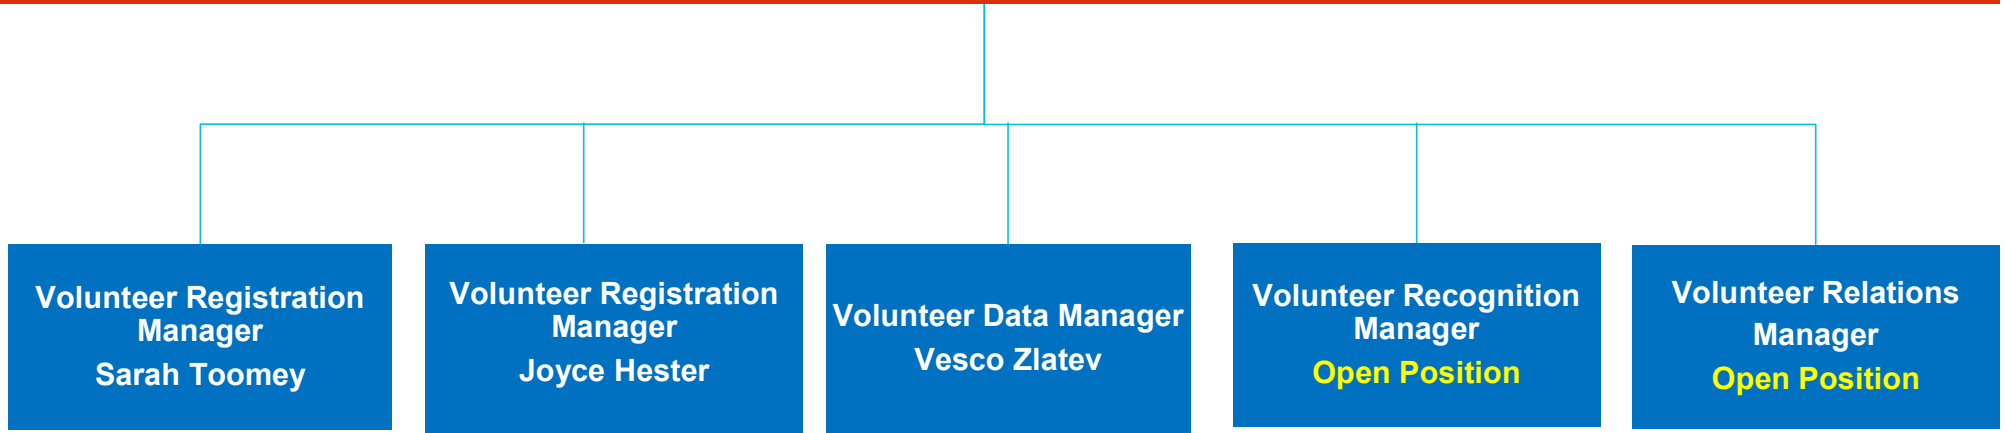 Volunteer Registration
Manager
Sarah Toomey
Volunteer Registration
Manager
Joyce Hester
Volunteer Data Manager
Vesco Zlatev
Volunteer Recognition
Manager
Open Position
Volunteer Relations
Manager
Open Position